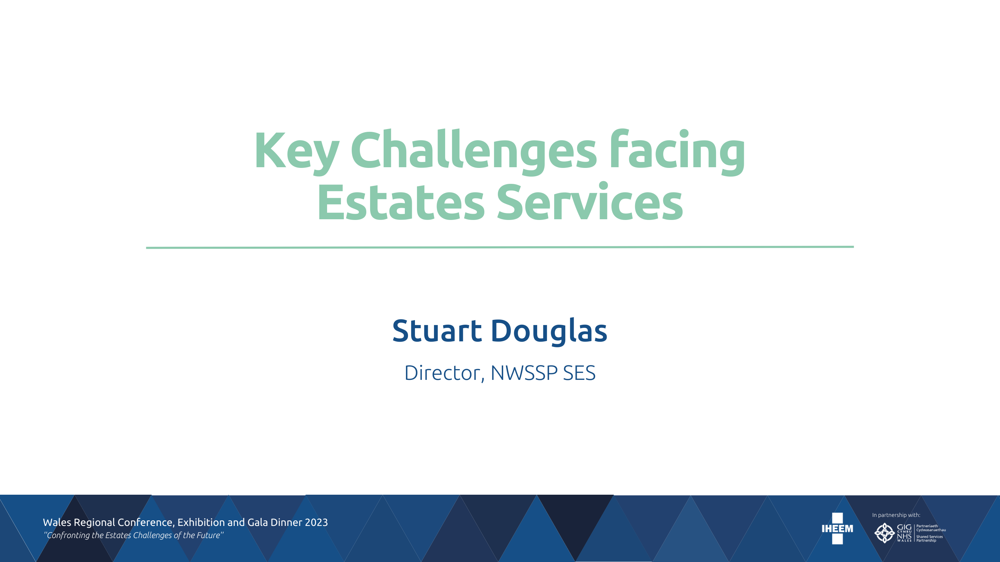 Key Challenges facing
Estates Services
Stuart Douglas
Director, NWSSP SES
Wales Regional Conference, Exhibition and Gala Dinner 2023
"Confronting the Estates Challenges of the Future"
IHEEM
In partnership with:
GIG
CYMRU
NHS
WALES
Partneriaeth
Cydwasanaethau
Shared Services
Partnership